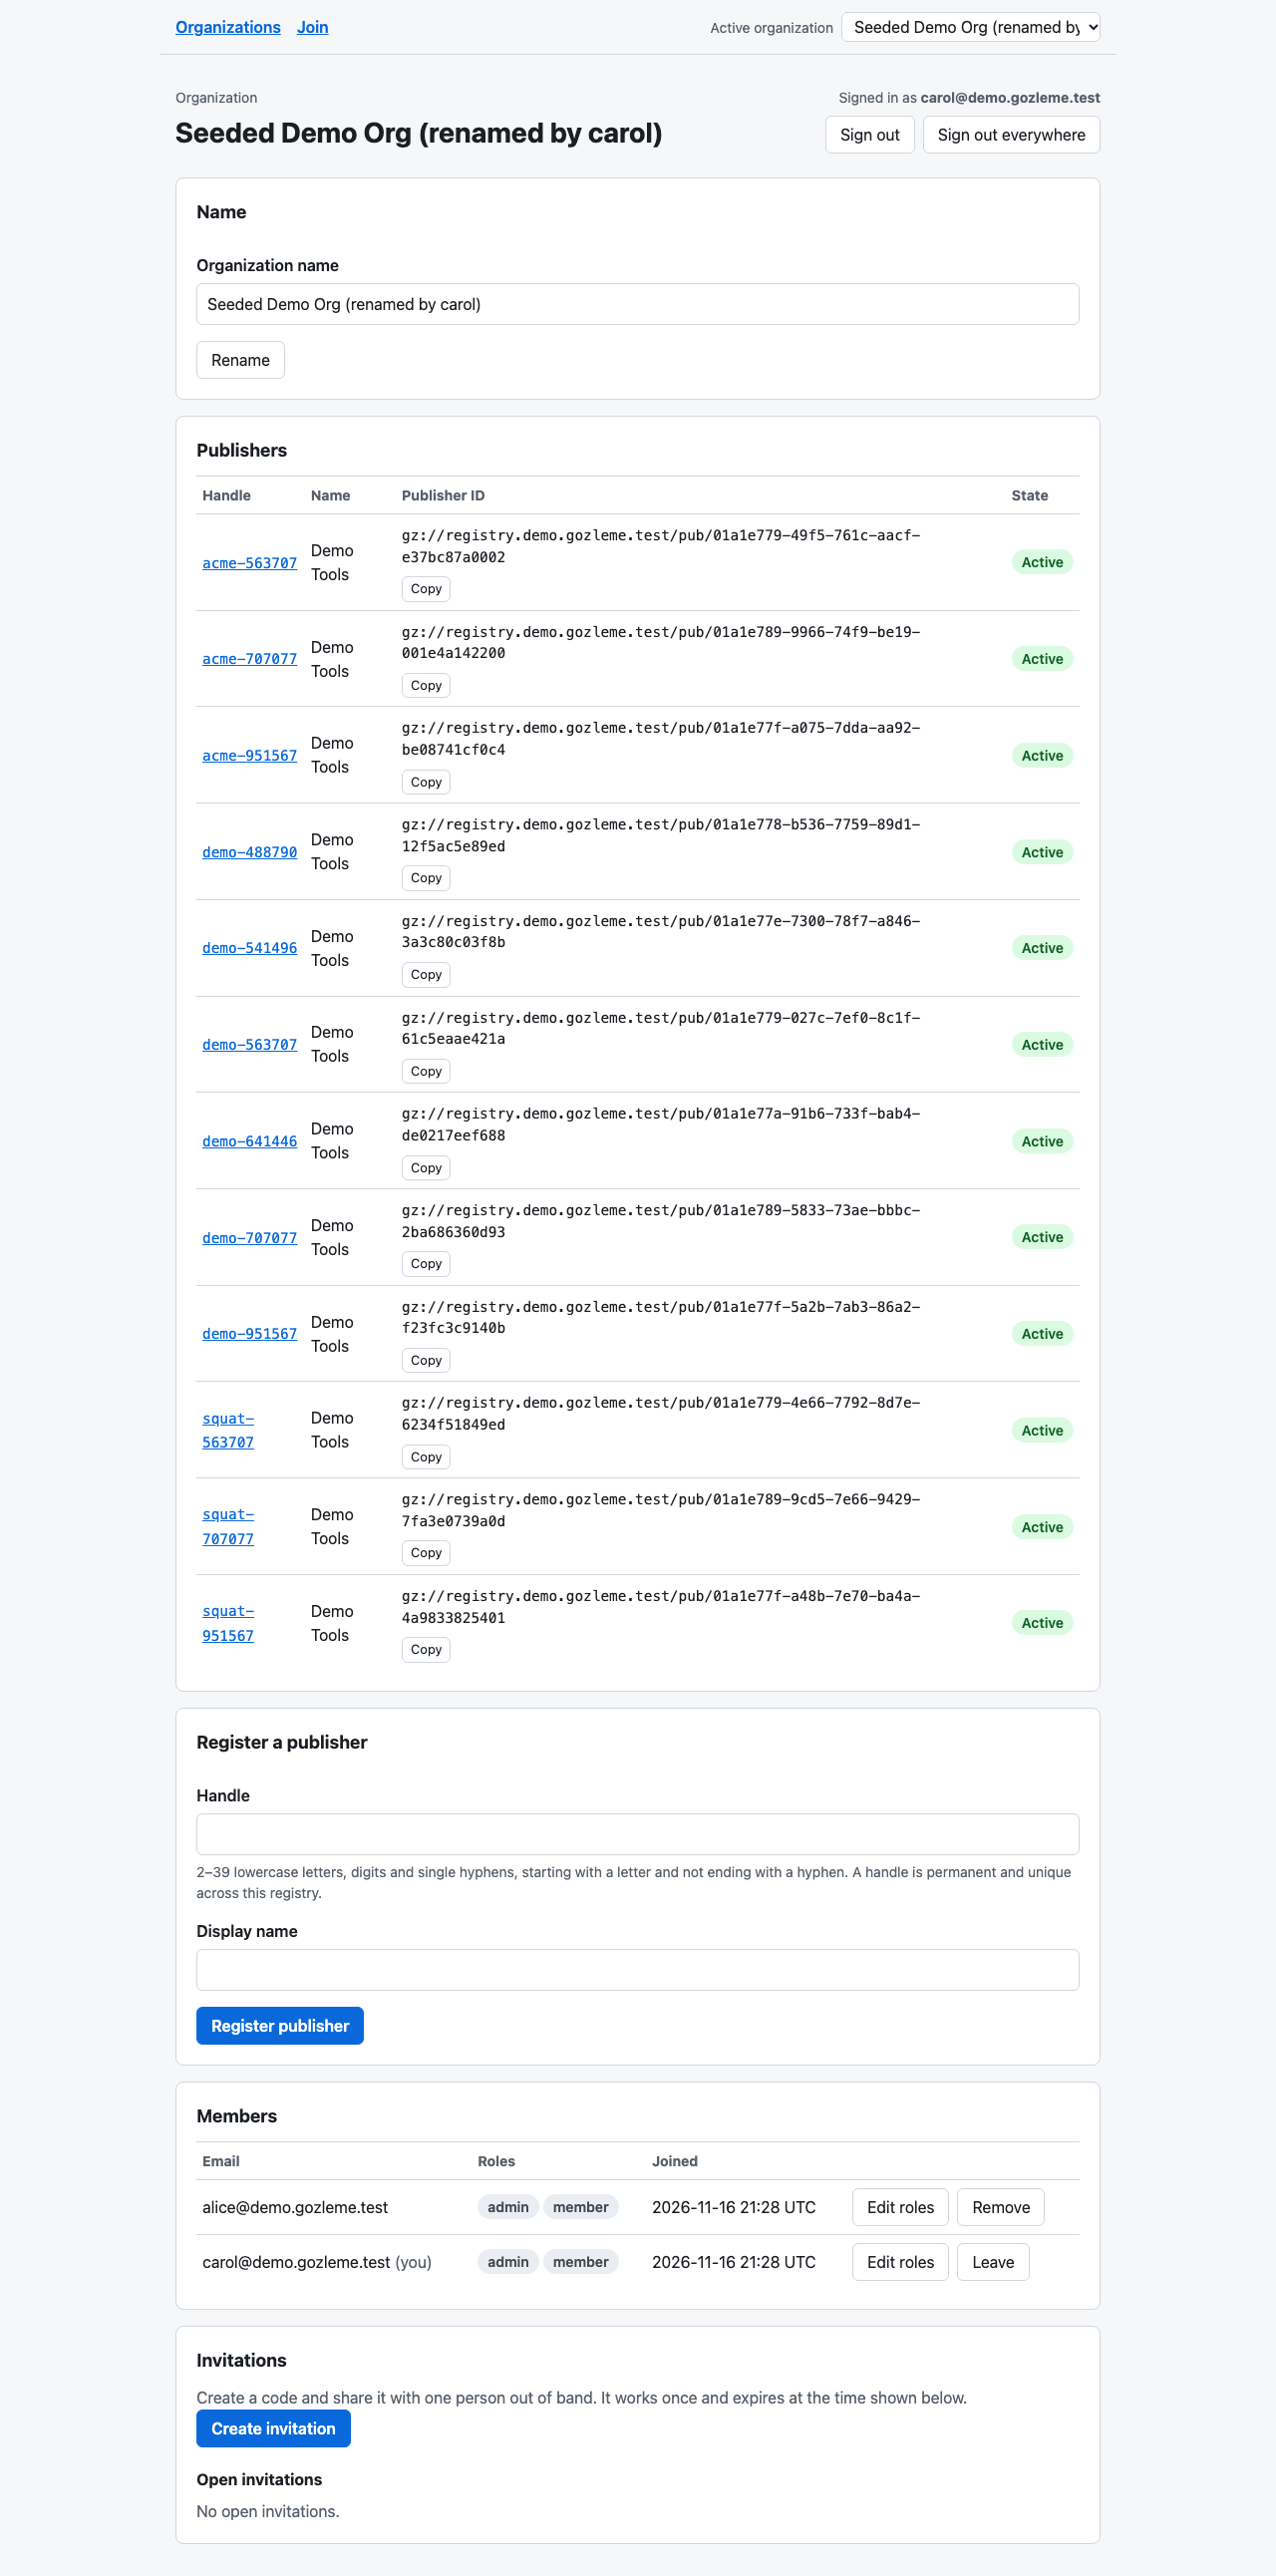 Organizations Join
Active organization Seeded Demo Org (renamed by
Organization
Signed in as carol@demo.gozleme.test
Seeded Demo Org (renamed by carol)
Sign out Sign out everywhere
Name
Organization name
Seeded Demo Org (renamed by carol)
Rename
Publishers
Handle Name Publisher ID State
acme-563707 Demo Tools gz://registry.demo.gozleme.test/pub/01a1e779-49f5-761c-aacf-
e37bc87a0002
Copy
Active
acme-707077 Demo Tools gz://registry.demo.gozleme.test/pub/01a1e789-9966-74f9-be19-
001e4a142200
Copy
Active
acme-951567 Demo Tools gz://registry.demo.gozleme.test/pub/01a1e77f-a075-7dda-aa92-
be08741cf0c4
Copy
Active
demo-488790 Demo Tools gz://registry.demo.gozleme.test/pub/01a1e778-b536-7759-89d1-
12f5ac5e89ed
Copy
Active
demo-541496 Demo Tools gz://registry.demo.gozleme.test/pub/01a1e77e-7300-78f7-a846-
3a3c80c03f8b
Copy
Active
demo-563707 Demo Tools gz://registry.demo.gozleme.test/pub/01a1e779-027c-7ef0-8c1f-
61c5eaae421a
Copy
Active
demo-641446 Demo Tools gz://registry.demo.gozleme.test/pub/01a1e77a-91b6-733f-bab4-
de0217eef688
Copy
Active
demo-707077 Demo Tools gz://registry.demo.gozleme.test/pub/01a1e789-5833-73ae-bbbc-
2ba686360d93
Copy
Active
demo-951567 Demo Tools gz://registry.demo.gozleme.test/pub/01a1e77f-5a2b-7ab3-86a2-
f23fc3c9140b
Copy
Active
squat-563707 Demo Tools gz://registry.demo.gozleme.test/pub/01a1e779-4e66-7792-8d7e-
6234f51849ed
Copy
Active
squat-707077 Demo Tools gz://registry.demo.gozleme.test/pub/01a1e789-9cd5-7e66-9429-
7fa3e0739a0d
Copy
Active
squat-951567 Demo Tools gz://registry.demo.gozleme.test/pub/01a1e77f-a48b-7e70-ba4a-
4a9833825401
Copy
Active
Register a publisher
Handle
2–39 lowercase letters, digits and single hyphens, starting with a letter and not ending with a hyphen. A handle is permanent and unique
across this registry.
Display name
Register publisher
Members
Email Roles Joined
alice@demo.gozleme.test admin member 2026-11-16 21:28 UTC Edit roles Remove
carol@demo.gozleme.test (you) admin member 2026-11-16 21:28 UTC Edit roles Leave
Invitations
Create a code and share it with one person out of band. It works once and expires at the time shown below.
Create invitation
Open invitations
No open invitations.